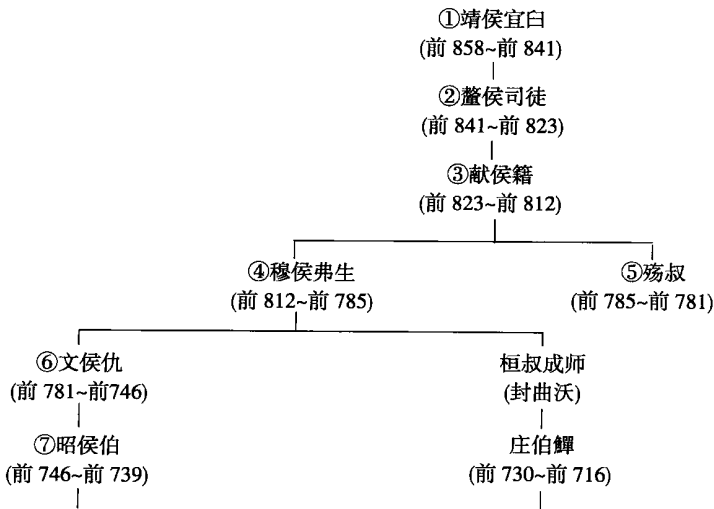 ①靖侯宜臼
(前 858~前 841)
②釐侯司徒
(前 841~前 823)
③献侯籍
(前 823~前 812)
④穆侯弗生
(前 812~前 785)
⑤殇叔
(前 785~前 781)
⑥文侯仇
(前 781~前746)
桓叔成师
(封曲沃)
⑦昭侯伯
(前 746~前 739)
庄伯鱓
(前 730~前 716)